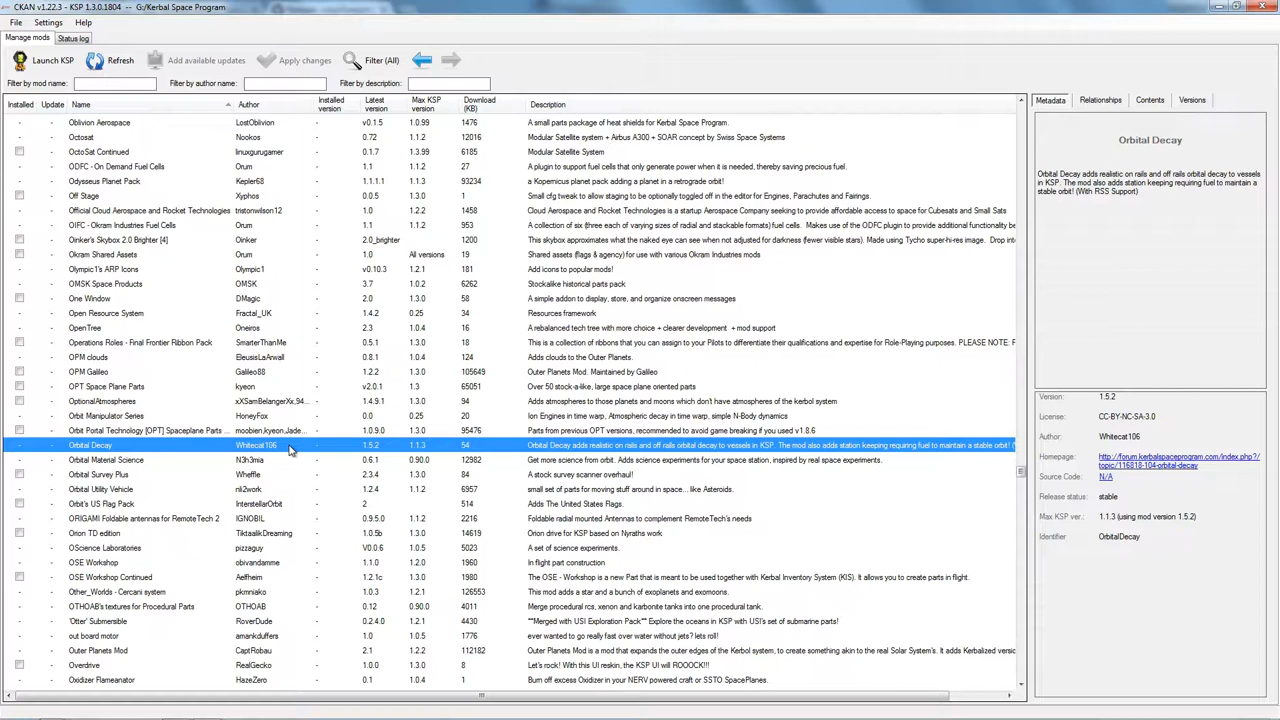 CKAN v1.22.3 - KSP 1.3.0.1804 -- G:/Kerbal Space Program
File Settings Help
Manage mods Status log
Launch KSP Refresh Add available updates Apply changes Filter (All)
Filter by mod name: Filter by author name: Filter by description:
Installed Update Name Author Installed version Latest version Max KSP version Download (KB) Description
- - Oblivion Aerospace LostOblivion - v0.1.5 1.0.99 1476 A small parts package of heat shields for Kerbal Space Program.
- - Octosat Nookos - 0.72 1.1.2 12016 Modular Satellite system + Airbus A300 + SOAR concept by Swiss Space Systems
- OctoSat Continued linuxgurugamer - 0.1.7 1.3.99 6185 Modular Satellite System
- - ODFC - On Demand Fuel Cells Orum - 1.1 1.1.2 27 A plugin to support fuel cells that only generate power when it is needed, thereby saving precious fuel.
- - Odysseus Planet Pack Kepler68 - 1.1.1 1.1.3 93234 a Kopernicus planet pack adding a planet in a retrograde orbit!
- Off Stage Xyphos - 0.0.5 1.3.0 1 Small cfg tweak to allow staging to be optionally toggled off in the editor for Engines, Parachutes and Fairings.
- - Official Cloud Aerospace and Rocket Technologies tristonwilson12 - 1.0 1.2.2 1458 Cloud Aerospace and Rocket Technologies is a startup Aerospace Company seeking to provide affordable access to space for Cubesats and Small Sats
- - OIFC - Okram Industries Fuel Cells Orum - 1.0 1.1.2 953 A collection of six (three each of varying sizes of radial and stackable formats) fuel cells. Makes use of the ODFC plugin to provide additional functional
- Oinker's Skybox 2.0 Brighter [4] Oinker - 2.0_brighter 1200 This skybox approximates what the naked eye can see when not adjusted for darkness (fewer visible stars). Made using Tycho super-hi-res image. Drop into
- Okram Shared Assets Orum - 1.0 All versions 19 Shared assets (flags & agency) for use with various Okram Industries mods
- - Olympic1's ARP Icons Olympic1 - v0.10.3 1.2.1 181 Add icons to popular mods!
- - OMSK Space Products OMSK - 3.7 1.0.2 6262 Stockalike historical parts pack
- One Window DMagic - 2.0 1.3.0 58 A simple addon to display, store, and organize onscreen messages
- - Open Resource System Fractal_UK - 1.4.2 0.25 34 Resources framework
- - OpenTree Oneiros - 2.3 1.0.4 16 A rebalanced tech tree with more choice + clearer development + mod support
- Operations Roles - Final Frontier Ribbon Pack SmarterThanMe - 0.5.1 1.3.0 18 This is a collection of ribbons that you can assign to your Pilots to differentiate their qualifications and expertise for Role-Playing purposes. PLEASE NOTE: F
- - OPM clouds EleusisLaArwall - 0.8.1 1.0.4 124 Adds clouds to the Outer Planets.
- OPM Galileo Galileo88 - 1.2.2 1.3.0 105649 Outer Planets Mod. Maintained by Galileo
- OPT Space Plane Parts kyeon - v2.0.1 1.3 65051 Over 50 stock-a-like, large space plane oriented parts
- OptionalAtmospheres xXSamBelangerXx,94... - 1.4.9.1 1.3.0 24 Adds atmospheres to those planets and moons which don't have atmospheres of the kerbol system
- - Orbit Manipulator Series HoneyFox - 0.0 0.25 20 Ion Engines in time warp, Atmospheric decay in time warp, simple N-Body dynamics
- Orbit Portal Technology [OPT] Spaceplane Parts ... moobien,kyeon,Jade... - 1.0.0 1.3.0 95476 Parts from previous OPT versions, recommended to avoid game breaking if you used v1.8.6
- - Orbital Decay Whitecat106 - 1.5.2 1.1.3 54 Orbital Decay adds realistic on rails and off rails orbital decay to vessels in KSP. The mod also adds station keeping requiring fuel to maintain a stable orbit!
- - Orbital Material Science N3h3mia - 0.6.1 0.90.0 12982 Get more science from orbit. Adds science experiments for your space station, inspired by real space experiments.
- Orbital Survey Plus Wheffle - 2.3.4 1.3.0 84 A stock survey scanner overhaul!
- - Orbital Utility Vehicle nli2work - 1.2.4 1.1.2 6957 small set of parts for moving stuff around in space... like Asteroids.
- Orbit's US Flag Pack InterstellarOrbit - 2 514 Adds The United States Flags.
- - ORIGAMI Foldable antennas for RemoteTech 2 IGNOBIL - 0.9.5.0 1.1.2 2216 Foldable radial mounted Antennas to complement RemoteTech's needs
- Orion TD edition TiktaalikDreaming - 1.0.5b 1.3.0 14619 Orion drive for KSP based on Nyraths work
- - OScience Laboratories pizzaguy - V0.0.6 1.0.5 5023 A set of science experiments.
- - OSE Workshop obivandamme - 1.1.0 1.2.0 1960 In flight part construction
- OSE Workshop Continued Aelfheim - 1.2.1c 1.3.0 1980 The OSE - Workshop is a new Part that is meant to be used together with Kerbal Inventory System (KIS). It allows you to create parts in flight.
- - Other_Worlds - Cercani system pkmniako - 1.0.3 1.2.2 126553 This mod adds a star and a bunch of exoplanets and exomoons.
- - OTHOAB's textures for Procedural Parts OTHOAB - 0.12 0.90.0 4011 Merge procedural rcs, xenon and karbonite tanks into one procedural tank.
- - 'Otter' Submersible RoverDude - 0.2.4.0 1.2.1 4430 **Merged with USI Exploration Pack** Explore the oceans in KSP with USI's set of submarine parts!
- - out board motor amankduffers - 1.0 1.0.5 1776 ever wanted to go really fast over water without jets? lets roll!
- - Outer Planets Mod CaptRobau - 2.1 1.2.2 112182 Outer Planets Mod is a mod that expands the outer edges of the Kerbol system, to create something akin to the real Solar System's. It adds Kerbalized version
- Overdrive RealGecko - 1.0.0 1.3.0 8 Let's rock! With this UI reskin, the KSP UI will ROOOCK!!!
- - Oxidizer Flameanator HazeZero - 0.1 1.0.4 1 Burn off excess Oxidizer in your NERV powered craft or SSTO SpacePlanes.
Metadata Relationships Contents Versions
Orbital Decay
Orbital Decay adds realistic on rails and off rails orbital decay to vessels
in KSP. The mod also adds station keeping requiring fuel to maintain a
stable orbit! (With RSS Support)
Version: 1.5.2
License: CC-BY-NC-SA-3.0
Author: Whitecat106
Homepage: http://forum.kerbalspaceprogram.com/index.php?/
topic/116818-104-orbital-decay
Source Code: N/A
Release status: stable
Max KSP ver.: 1.1.3 (using mod version 1.5.2)
Identifier OrbitalDecay